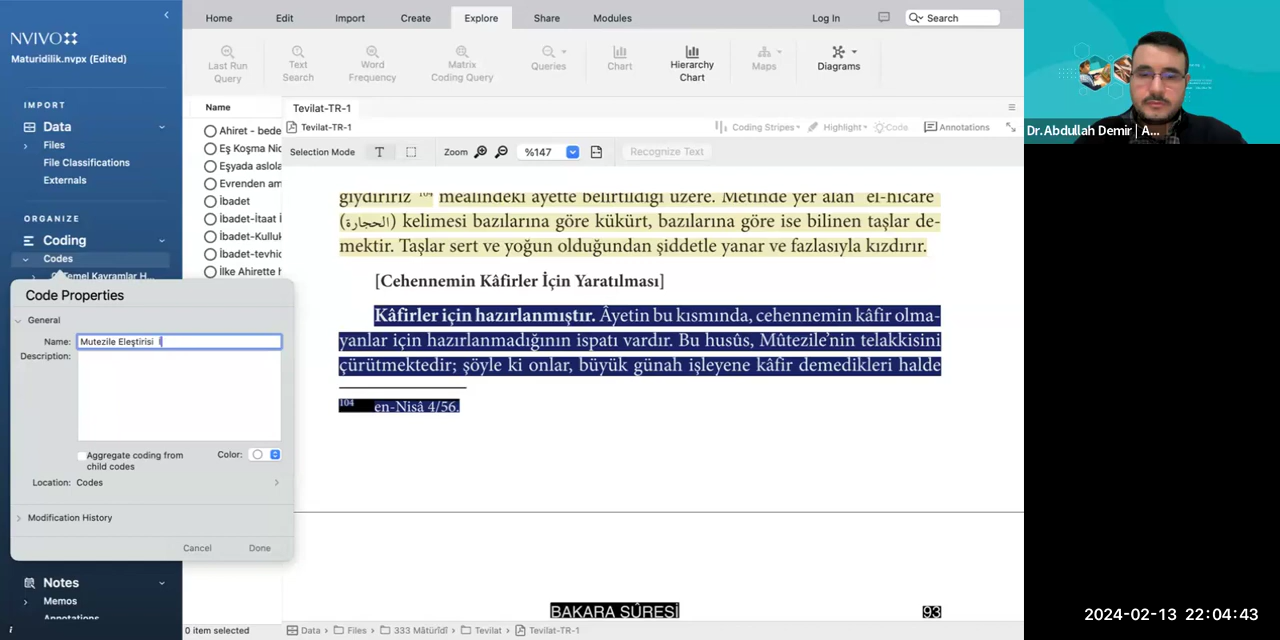 NVIVO
Maturidilik.nvpx (Edited)
IMPORT
Data
Files
File Classifications
Externals
ORGANIZE
Coding
Codes
Code Properties
General
Name: Mutezile Eleştirisi
Description:
Aggregate coding from
child codes
Color:
Location: Codes
Modification History
Cancel Done
Notes
Memos
Annotations
Home Edit Import Create Explore Share Modules Log In Search
Last Run
Query
Text
Search
Word
Frequency
Matrix
Coding Query
Queries
Chart
Hierarchy
Chart
Maps
Diagrams
Name
Ahiret - bede
Eş Koşma Nic
Eşyada aslola
Evrenden am
İbadet
İbadet-İtaat İ
İbadet-Kulluk
İbadet-tevhic
İlke Ahirette h
0 item selected
Tevilat-TR-1
Tevilat-TR-1
Coding Stripes Highlight Code Annotations
Selection Mode T Zoom %147 Recognize Text
giydiririz 104 mealindeki ayette belirtildiği üzere. Metinde yer alan el-hicâre
(الحجارة) kelimesi bazılarına göre kükürt, bazılarına göre ise bilinen taşlar de-
mektir. Taşlar sert ve yoğun olduğundan şiddetle yanar ve fazlasıyla kızdırır.
[Cehennemin Kâfirler İçin Yaratılması]
Kâfirler için hazırlanmıştır. Âyetin bu kısmında, cehennemin kâfir olma-
yanlar için hazırlanmadığının ispatı vardır. Bu husûs, Mûtezile'nin telakkisini
çürütmektedir; şöyle ki onlar, büyük günah işleyene kâfir demedikleri halde
104 en-Nisâ 4/56.
BAKARA SÛRESİ 93
Data › Files › 333 Mâtürîdî › Tevilat › Tevilat-TR-1
Dr.Abdullah Demir | A...
2024-02-13 22:04:43